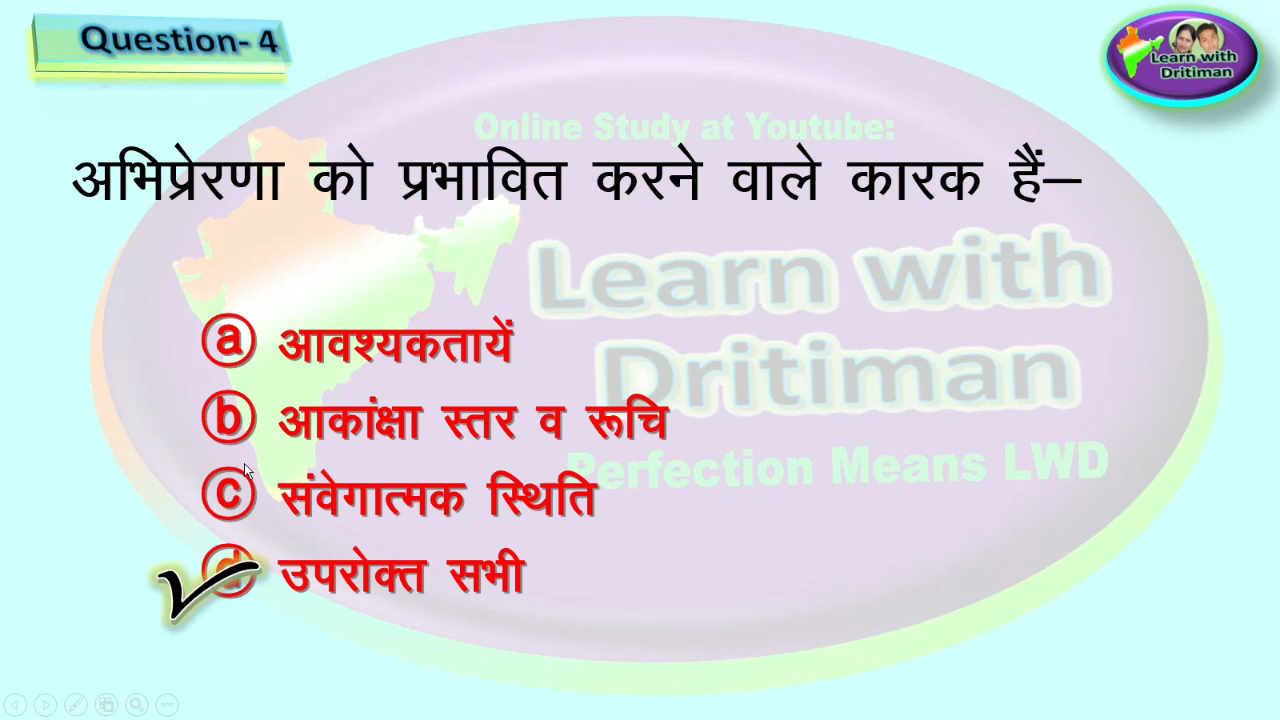 Question- 4
Learn with
Dritiman
Online Study at Youtube:
अभिप्रेरणा को प्रभावित करने वाले कारक हैं–
Learn with
Dritiman
ⓐ आवश्यकतायें
ⓑ आकांक्षा स्तर व रूचि
Perfection Means LWD
ⓒ संवेगात्मक स्थिति
ⓓ उपरोक्त सभी